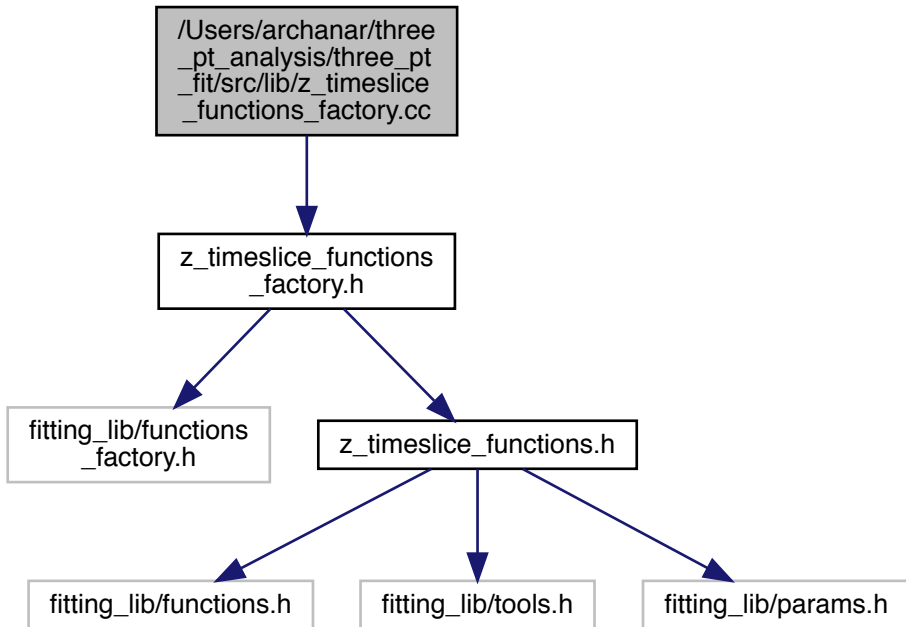 /Users/archanar/three
_pt_analysis/three_pt
_fit/src/lib/z_timeslice
_functions_factory.cc
z_timeslice_functions
_factory.h
fitting_lib/functions
_factory.h
z_timeslice_functions.h
fitting_lib/functions.h
fitting_lib/tools.h
fitting_lib/params.h